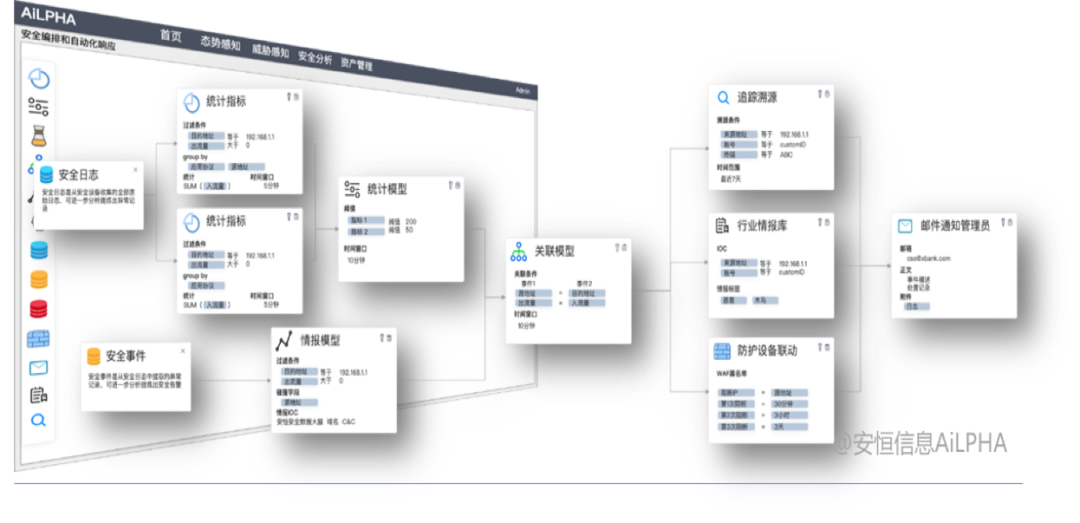 AiLPHA
安全编排和自动化响应
首页 态势感知 威胁感知 安全分析 资产管理
Admin
安全日志
安全日志是从安全设备收集的全部原始日志，可进一步分析提炼出异常记录
统计指标
过滤条件
目的地址 等于 192.168.1.1
出流量 大于 0
group by
应用协议 源地址
统计 时间窗口
SUM（入流量） 5分钟
统计指标
过滤条件
目的地址 等于 192.168.1.1
出流量 大于 0
group by
应用协议
统计 时间窗口
SUM（入流量） 5分钟
统计模型
阈值
指标1 阈值 200
指标2 阈值 50
时间窗口
10分钟
安全事件
安全事件是从安全日志中提取的异常记录，可进一步分析提炼出安全告警
情报模型
过滤条件
目的地址 等于 192.168.1.1
出流量 大于 0
碰撞字段
源地址
情报IOC
安恒安全数据大脑 域名 C&C
关联模型
关联条件
事件1 事件2
源地址 = 目的地址
出流量 = 入流量
时间窗口
10分钟
追踪溯源
溯源条件
来源地址 等于 192.168.1.1
账号 等于 customID
终端 等于 ABC
时间范围
最近7天
行业情报库
IOC
来源地址 等于 192.168.1.1
账号 等于 customID
情报标签
木马
防护设备联动
WAF黑名单
源地址
第1次阻断 = 30分钟
第2次阻断 = 3小时
第3次阻断 = 3天
邮件通知管理员
邮箱
cso@xbank.com
正文
事件概述
处置记录
附件
日志
@安恒信息AiLPHA